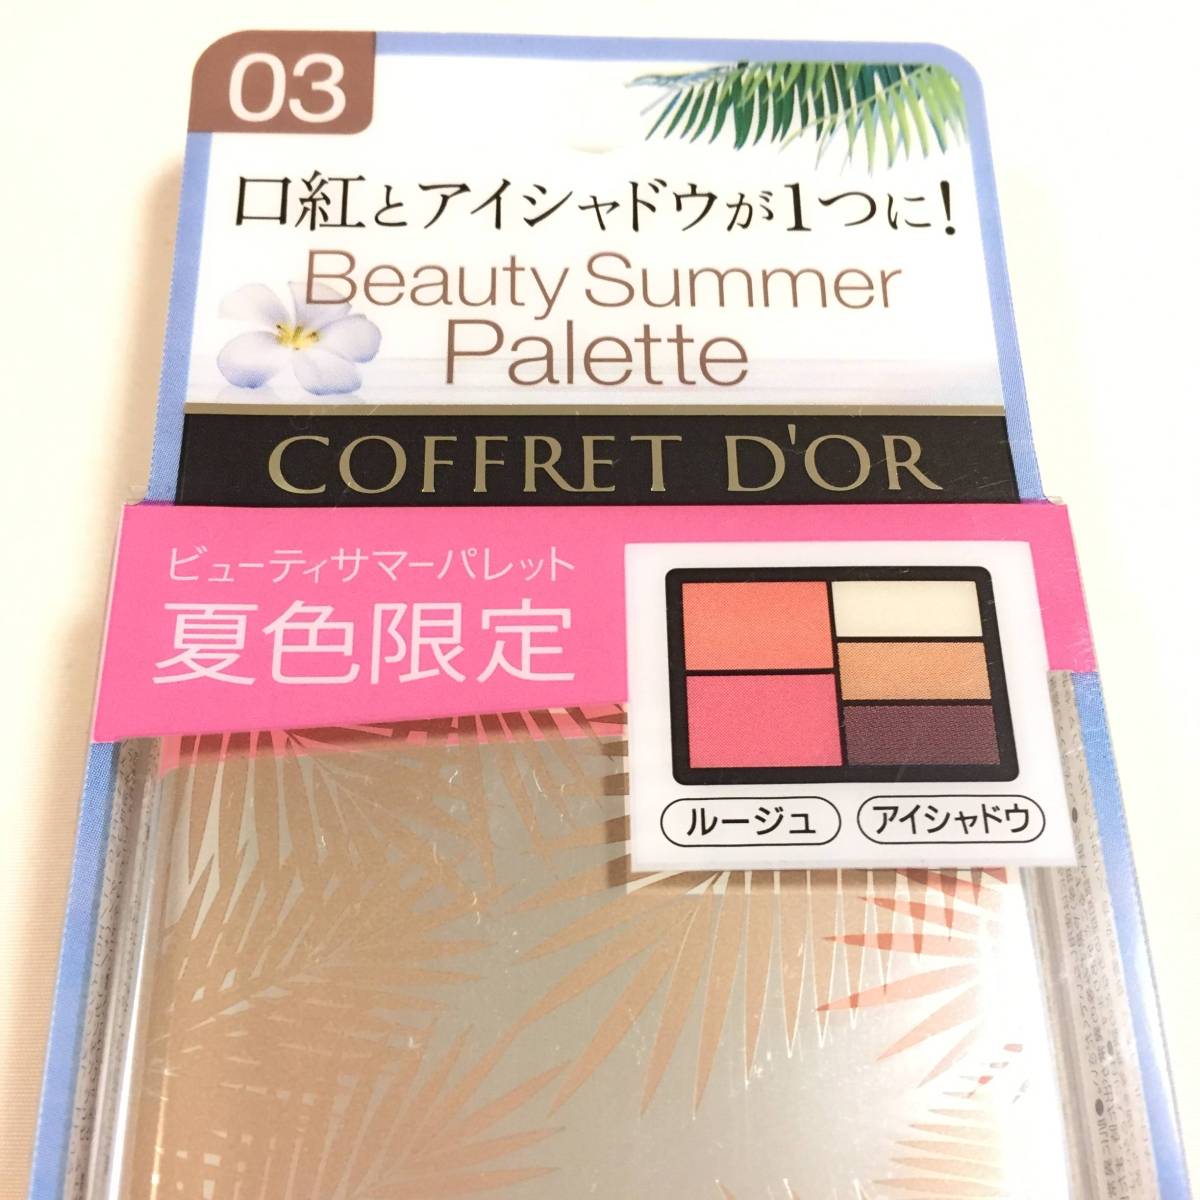 03
口紅とアイシャドウが1つに!
Beauty Summer
Palette
COFFRET D'OR
ビューティサマーパレット
夏色限定
ルージュ
アイシャドウ